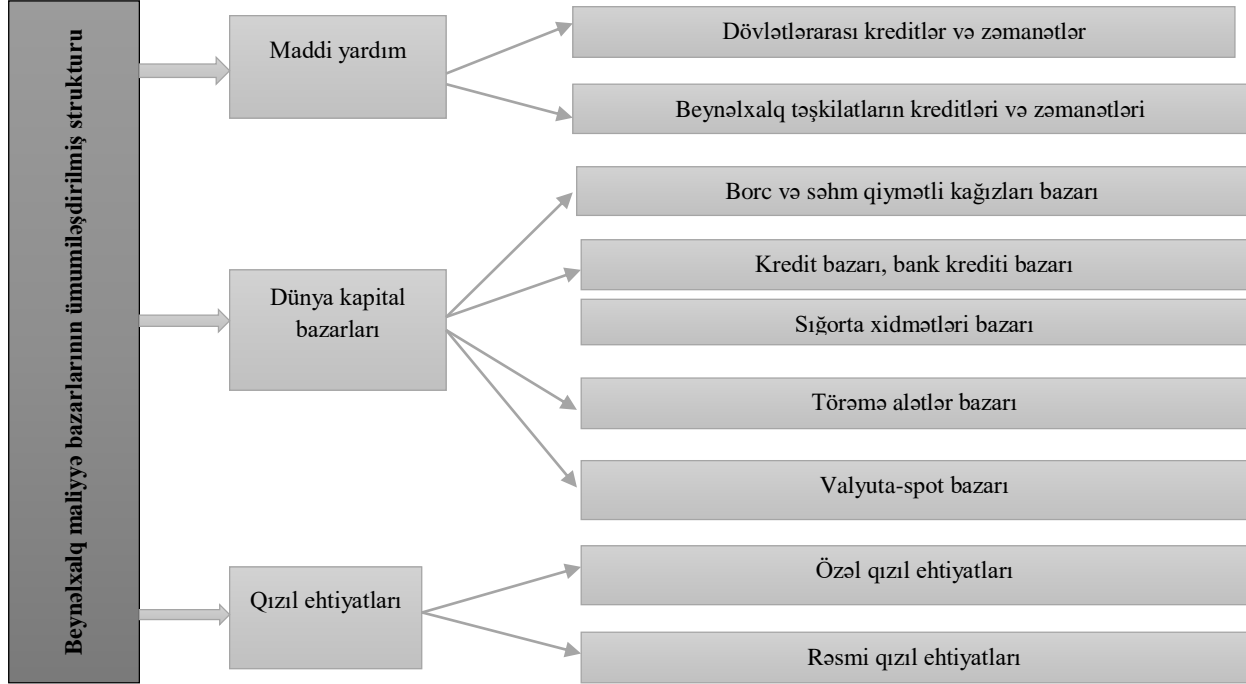 Beynəlxalq maliyyə bazarlarının ümumiləşdirilmiş strukturu
Maddi yardım
Dövlətlərarası kreditlər və zəmanətlər
Beynəlxalq təşkilatların kreditləri və zəmanətləri
Dünya kapital
bazarları
Borc və səhm qiymətli kağızları bazarı
Kredit bazarı, bank krediti bazarı
Sığorta xidmətləri bazarı
Törəmə alətlər bazarı
Valyuta-spot bazarı
Qızıl ehtiyatları
Özəl qızıl ehtiyatları
Rəsmi qızıl ehtiyatları